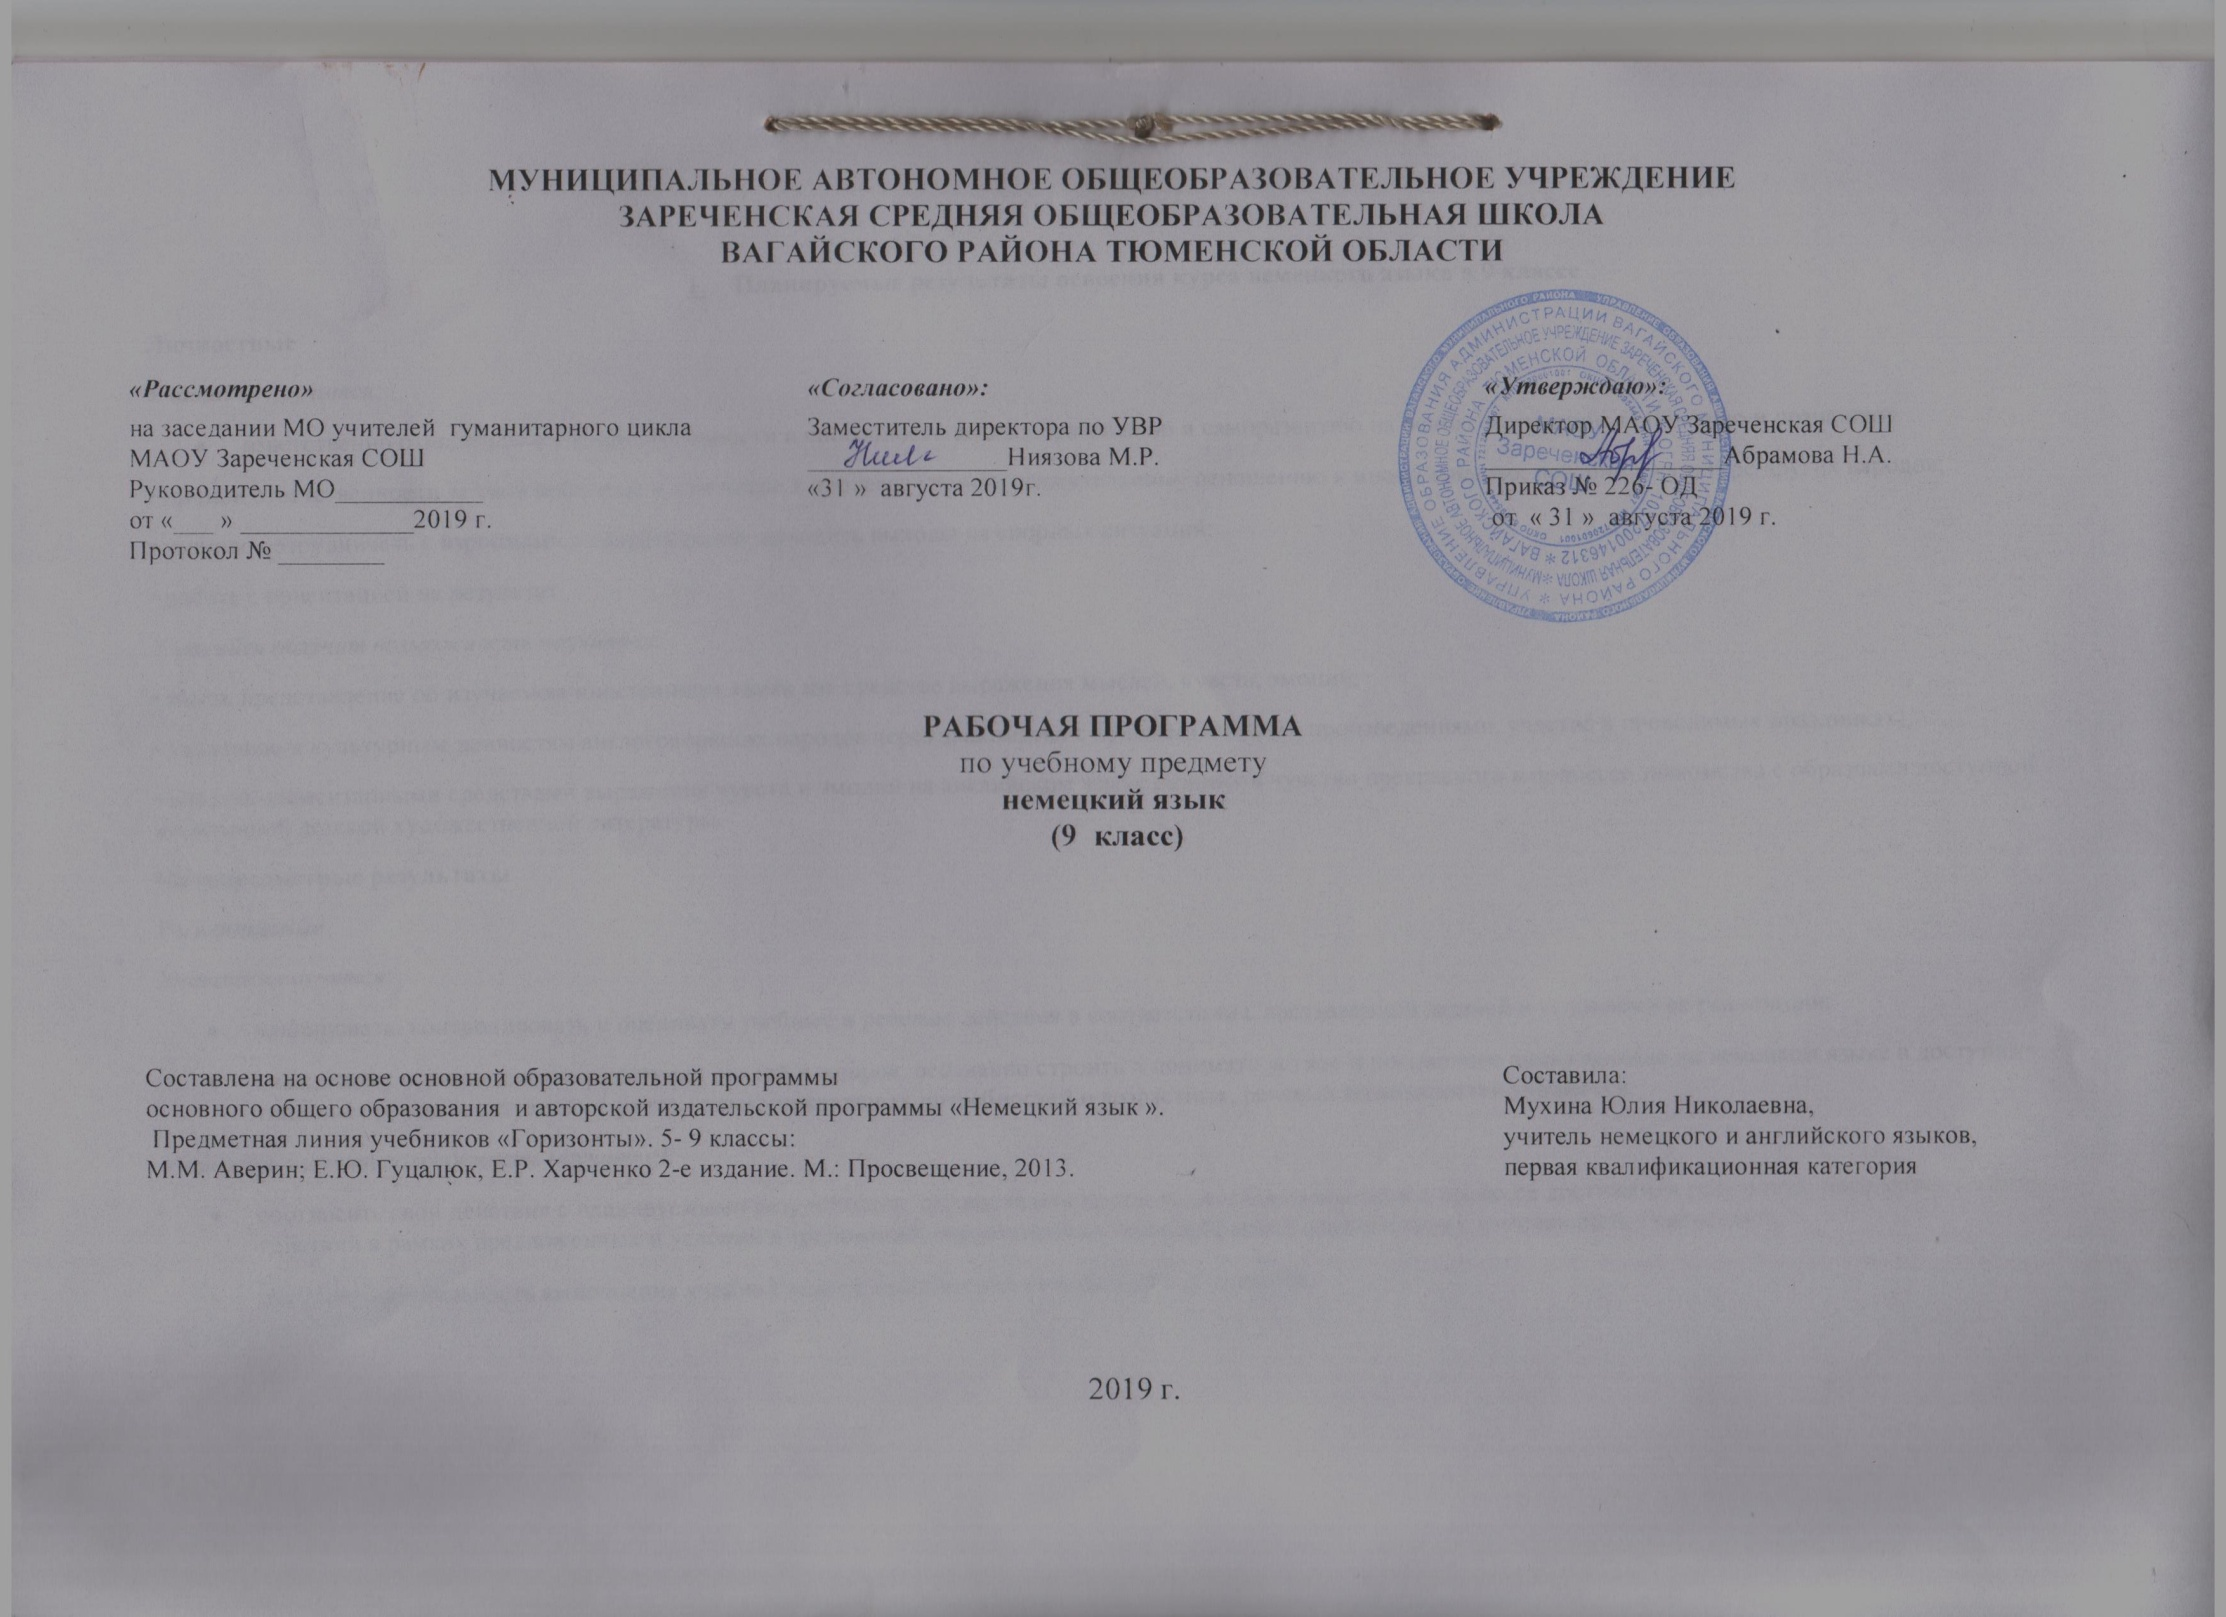 МУНИЦИПАЛЬНОЕ АВТОНОМНОЕ ОБЩЕОБРАЗОВАТЕЛЬНОЕ УЧРЕЖДЕНИЕ
ЗАРЕЧЕНСКАЯ СРЕДНЯЯ ОБЩЕОБРАЗОВАТЕЛЬНАЯ ШКОЛА
ВАГАЙСКОГО РАЙОНА ТЮМЕНСКОЙ ОБЛАСТИ
«Рассмотрено»
на заседании МО учителей гуманитарного цикла
МАОУ Зареченская СОШ
Руководитель МО___________
от «___» _____________2019 г.
Протокол № ________
«Согласовано»:
Заместитель директора по УВР
_______________Ниязова М.Р.
«31 » августа 2019г.
«Утверждаю»:
Директор МАОУ Зареченская СОШ
__________________Абрамова Н.А.
Приказ № 226- ОД
от « 31 » августа 2019 г.
МАОУ
Зареченская
СОШ
РАБОЧАЯ ПРОГРАММА
по учебному предмету
немецкий язык
(9 класс)
Составлена на основе основной образовательной программы
основного общего образования и авторской издательской программы «Немецкий язык ».
Предметная линия учебников «Горизонты». 5- 9 классы:
М.М. Аверин; Е.Ю. Гуцалюк, Е.Р. Харченко 2-е издание. М.: Просвещение, 2013.
Составила:
Мухина Юлия Николаевна,
учитель немецкого и английского языков,
первая квалификационная категория
2019 г.